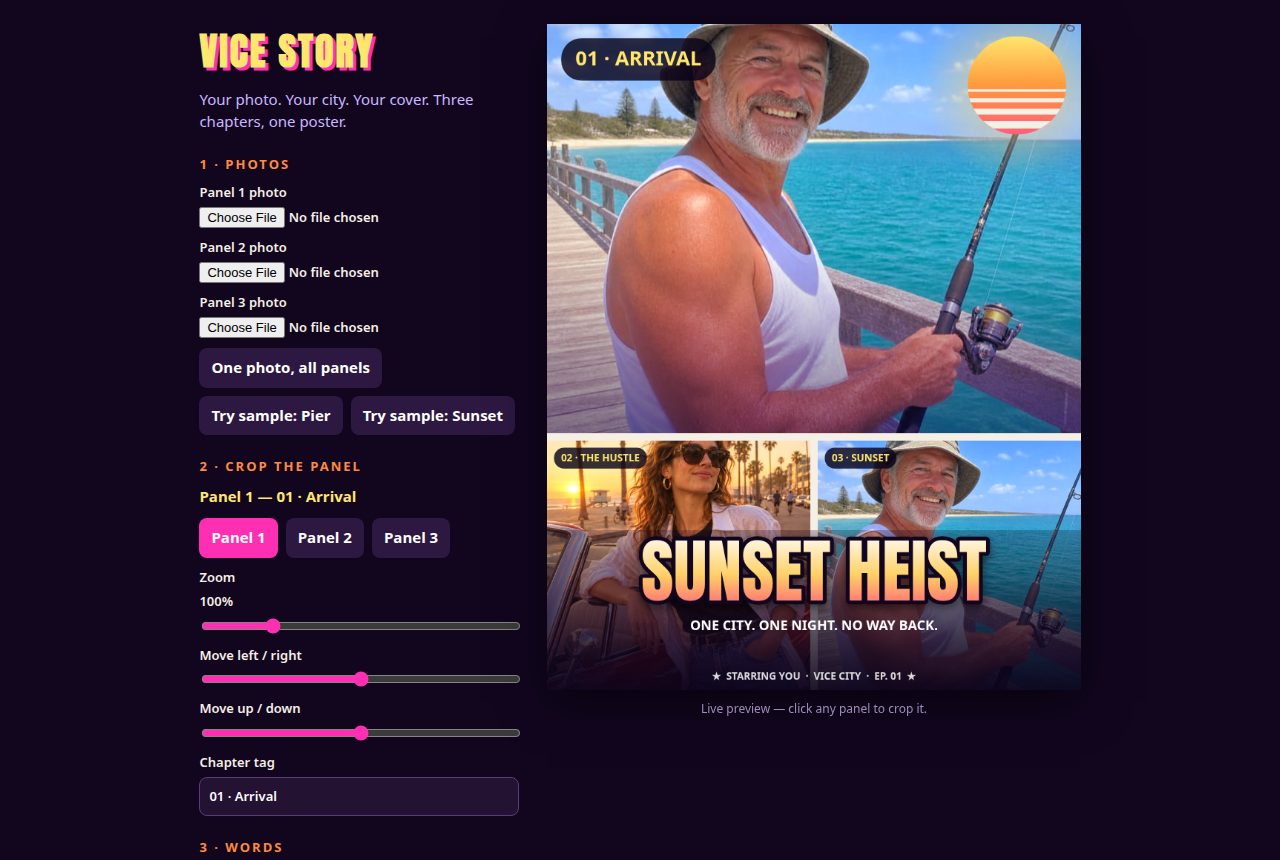 VICE STORY
Your photo. Your city. Your cover. Three
chapters, one poster.
1 · PHOTOS
Panel 1 photo
Choose File No file chosen
Panel 2 photo
Choose File No file chosen
Panel 3 photo
Choose File No file chosen
One photo, all panels
Try sample: Pier
Try sample: Sunset
2 · CROP THE PANEL
Panel 1 — 01 · Arrival
Panel 1
Panel 2
Panel 3
Zoom
100%
Move left / right
Move up / down
Chapter tag
01 · Arrival
3 · WORDS
01 · ARRIVAL
02 · THE HUSTLE
03 · SUNSET
SUNSET HEIST
ONE CITY. ONE NIGHT. NO WAY BACK.
★ STARRING YOU · VICE CITY · EP. 01 ★
Live preview — click any panel to crop it.